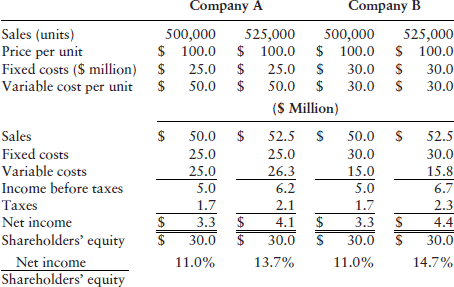 Company A Company B
Sales (units) 500,000 525,000 500,000 525,000
Price per unit $ 100.0 $ 100.0 $ 100.0 $ 100.0
Fixed costs ($ million) $ 25.0 $ 25.0 $ 30.0 $ 30.0
Variable cost per unit $ 50.0 $ 50.0 $ 30.0 $ 30.0
($ Million)
Sales $ 50.0 $ 52.5 $ 50.0 $ 52.5
Fixed costs 25.0 25.0 30.0 30.0
Variable costs 25.0 26.3 15.0 15.8
Income before taxes 5.0 6.2 5.0 6.7
Taxes 1.7 2.1 1.7 2.3
Net income $ 3.3 $ 4.1 $ 3.3 $ 4.4
Shareholders' equity $ 30.0 $ 30.0 $ 30.0 $ 30.0
Net income 11.0% 13.7% 11.0% 14.7%
Shareholders' equity